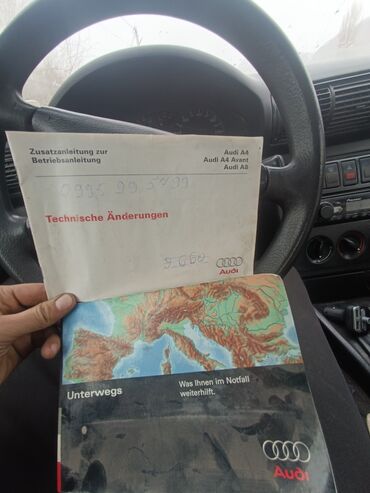 Zusatzanleitung zur
Betriebsanleitung
Audi A4
Audi A4 Avant
Audi A8
Technische Änderungen
Audi
Unterwegs
Was Ihnen im Notfall
weiterhilft.
Audi